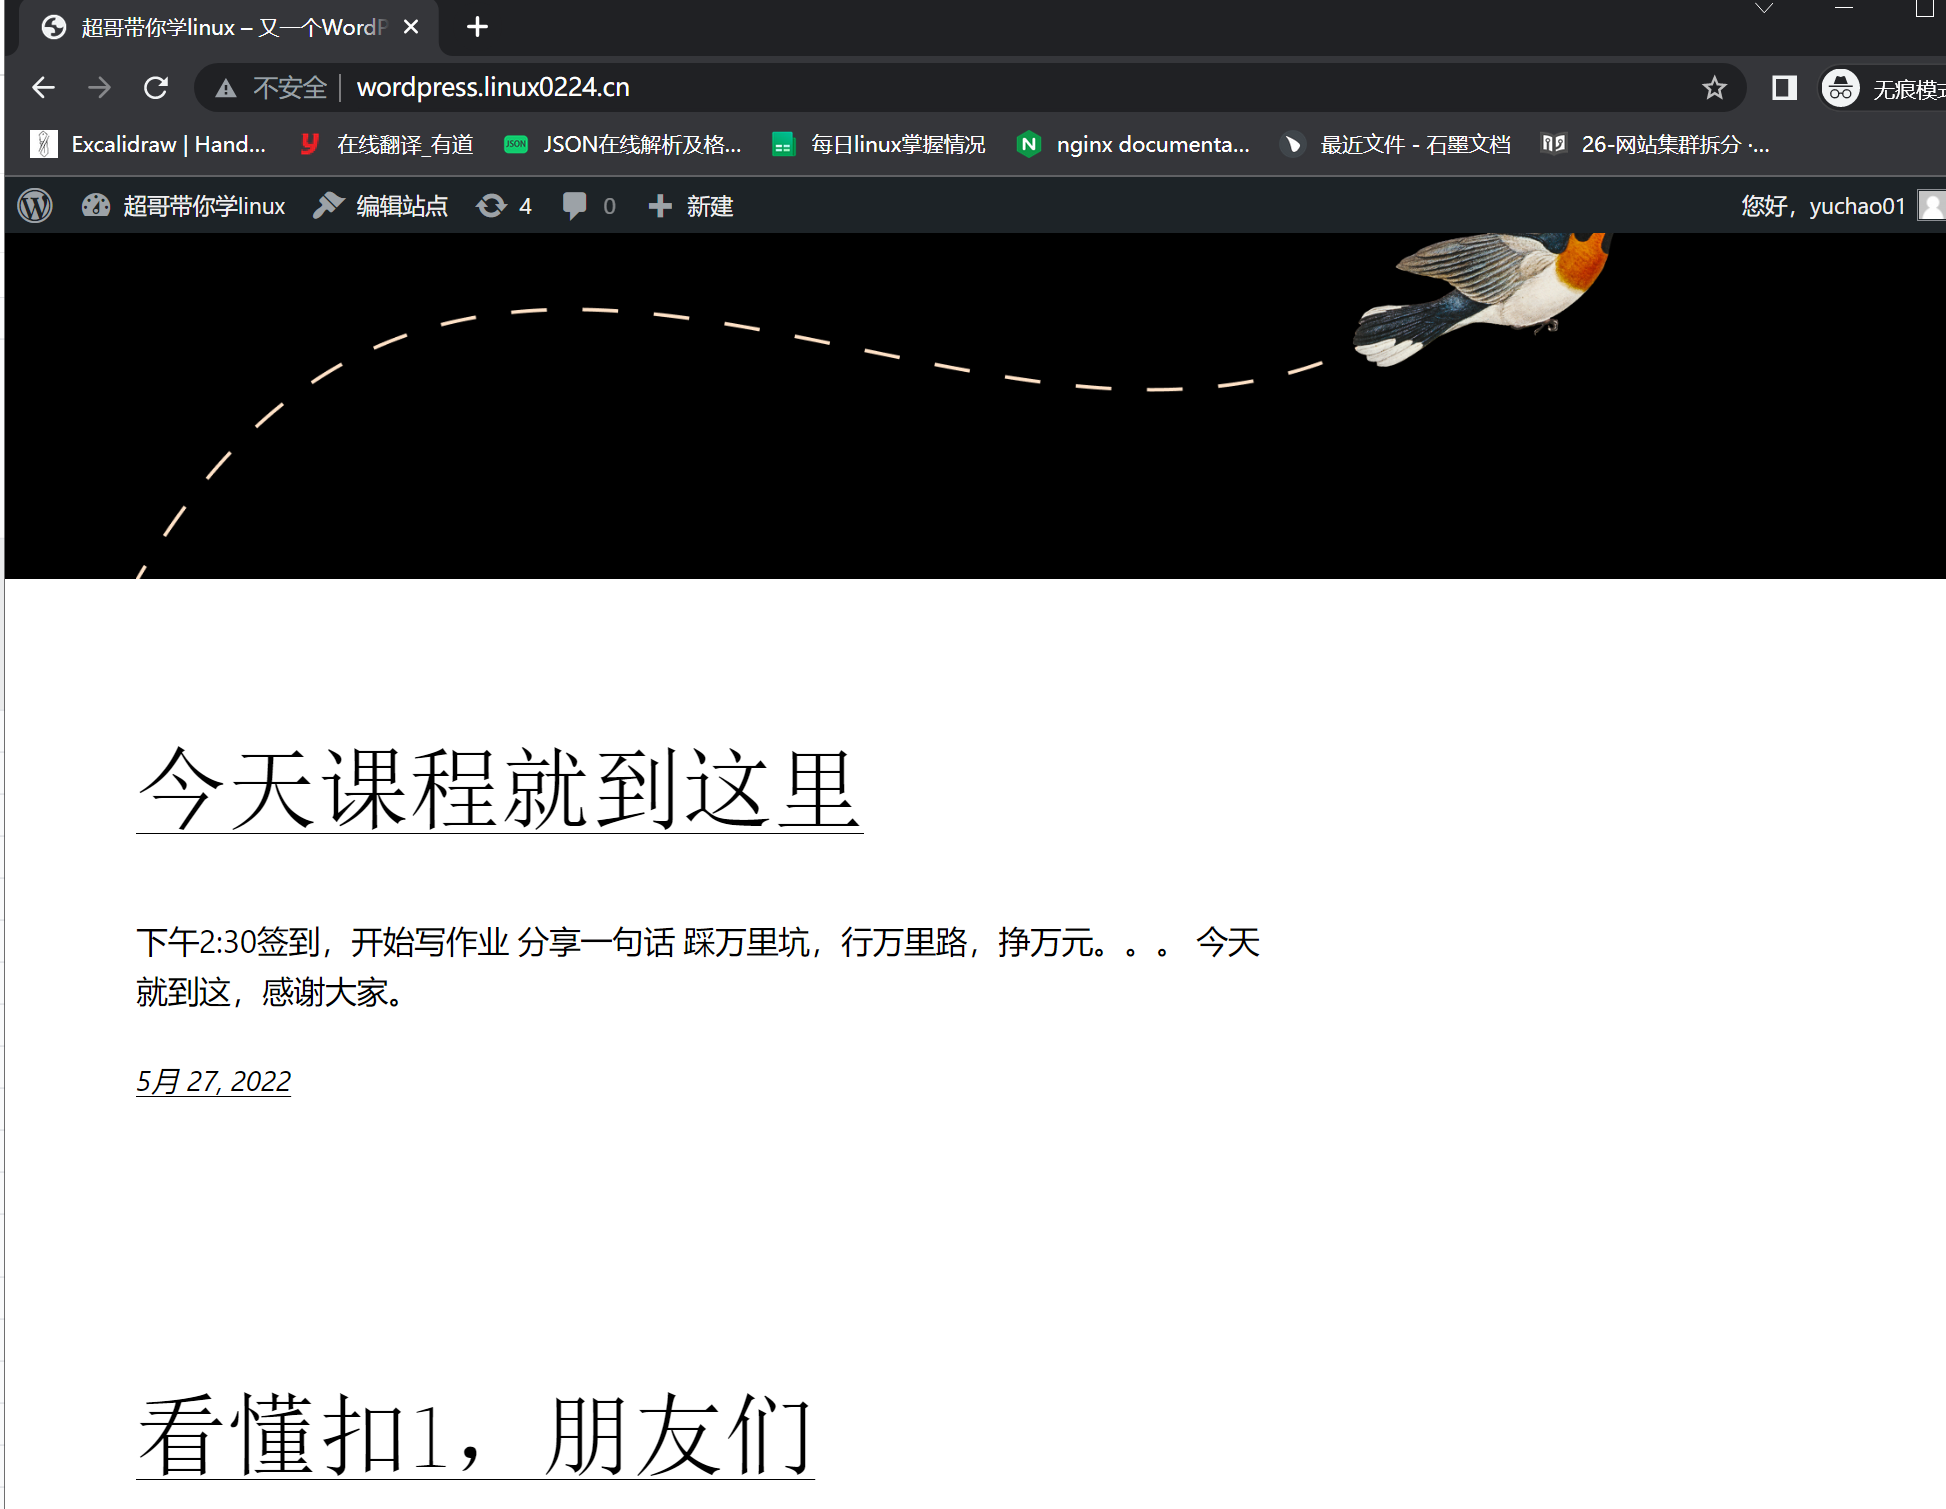 超哥带你学linux – 又一个WordP
不安全 wordpress.linux0224.cn 无痕模式
Excalidraw | Hand... 在线翻译_有道 JSON JSON在线解析及格... 每日linux掌握情况 N nginx documenta... 最近文件 - 石墨文档 26-网站集群拆分 ·...
超哥带你学linux 编辑站点 4 0 新建 您好，yuchao01
今天课程就到这里
下午2:30签到，开始写作业 分享一句话 踩万里坑，行万里路，挣万元。。。 今天
就到这，感谢大家。
5月 27, 2022
看懂扣1，朋友们